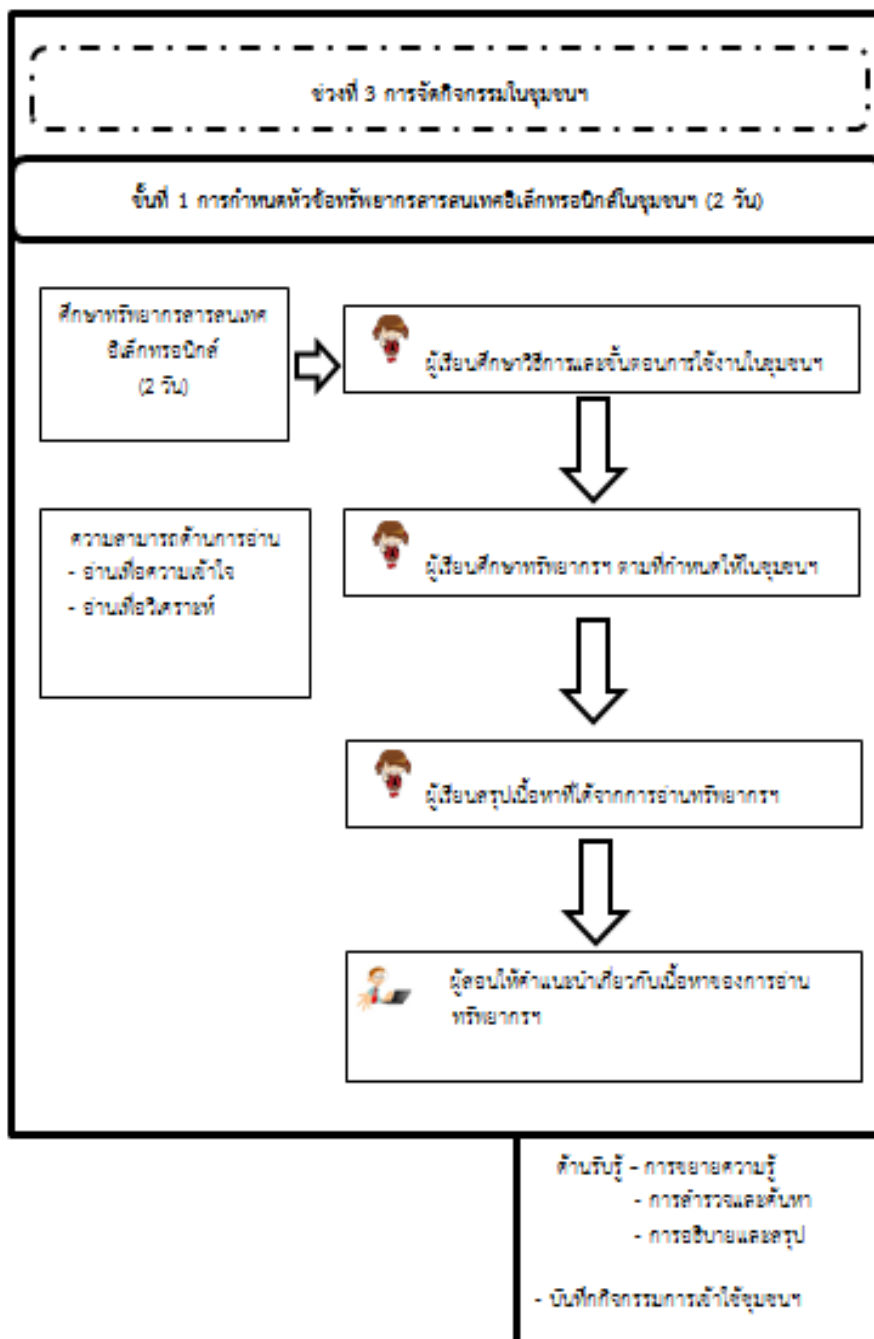 ช่วงที่ 3 การจัดกิจกรรมในชุมชนฯ
ขั้นที่ 1 การกำหนดหัวข้อทรัพยากรสารสนเทศอิเล็กทรอนิกส์ในชุมชนฯ (2 วัน)
ศึกษาทรัพยากรสารสนเทศ
อิเล็กทรอนิกส์
(2 วัน)
ผู้เรียนศึกษาวิธีการและขั้นตอนการใช้งานในชุมชนฯ
ความสามารถด้านการอ่าน
- อ่านเพื่อความเข้าใจ
- อ่านเพื่อวิเคราะห์
ผู้เรียนศึกษาทรัพยากรฯ ตามที่กำหนดให้ในชุมชนฯ
ผู้เรียนสรุปเนื้อหาที่ได้จากการอ่านทรัพยากรฯ
ผู้สอนให้คำแนะนำเกี่ยวกับเนื้อหาของการอ่าน
ทรัพยากรฯ
ด้านรับรู้ – การขยายความรู้
- การสำรวจและค้นหา
- การอธิบายและสรุป
- บันทึกกิจกรรมการเข้าใช้ชุมชนฯ